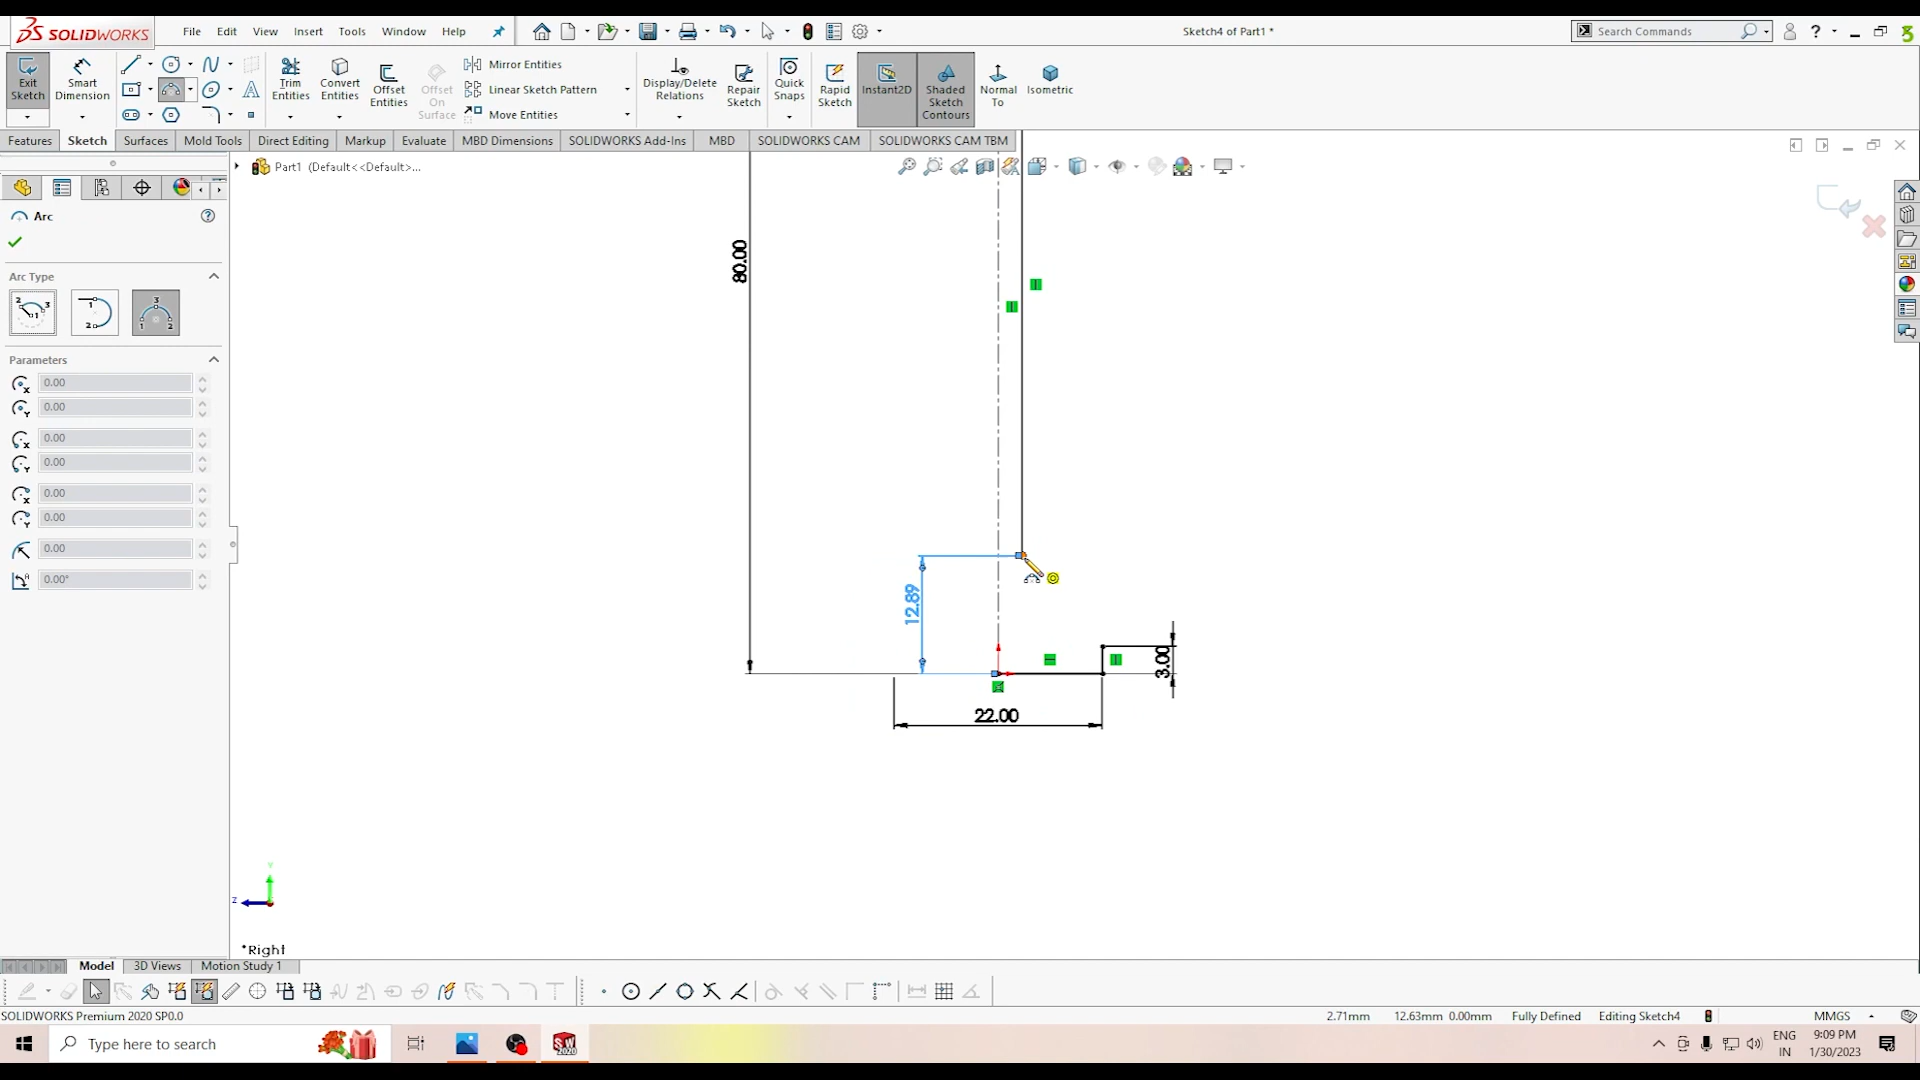 SOLIDWORKS
File Edit View Insert Tools Window Help
Sketch4 of Part1 *
Search Commands
Exit Sketch
Smart Dimension
Trim Entities
Convert Entities
Offset Entities
Offset On Surface
Mirror Entities
Linear Sketch Pattern
Move Entities
Display/Delete Relations
Repair Sketch
Quick Snaps
Rapid Sketch
Instant2D
Shaded Sketch Contours
Normal To
Isometric
Features Sketch Surfaces Mold Tools Direct Editing Markup Evaluate MBD Dimensions SOLIDWORKS Add-Ins MBD SOLIDWORKS CAM SOLIDWORKS CAM TBM
Part1 (Default<<Default>...
Arc
Arc Type
Parameters
0.00
0.00
0.00
0.00
0.00
0.00
0.00
0.00°
80.00
12.89
3.00
22.00
Y
Z
*Right
Model 3D Views Motion Study 1
SOLIDWORKS Premium 2020 SP0.0
2.71mm 12.63mm 0.00mm Fully Defined Editing Sketch4 MMGS
Type here to search
ENG
IN
9:09 PM
1/30/2023